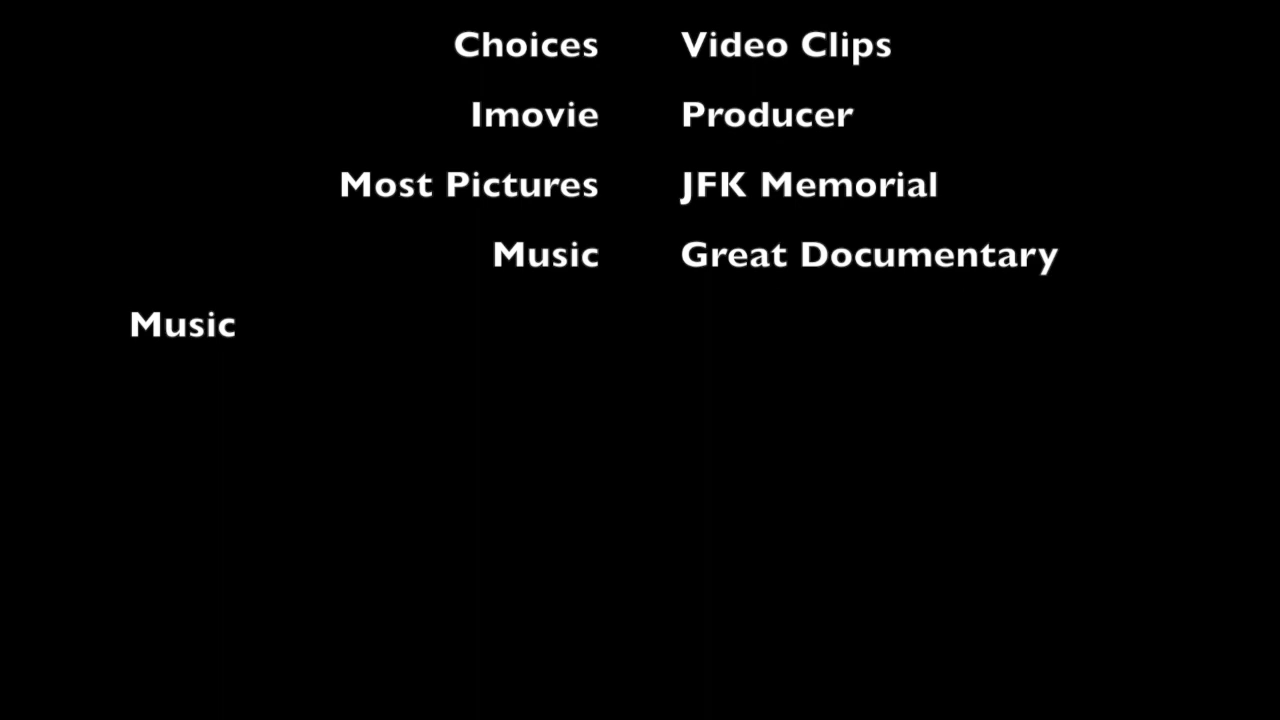 Choices Video Clips
Imovie Producer
Most Pictures JFK Memorial
Music Great Documentary
Music